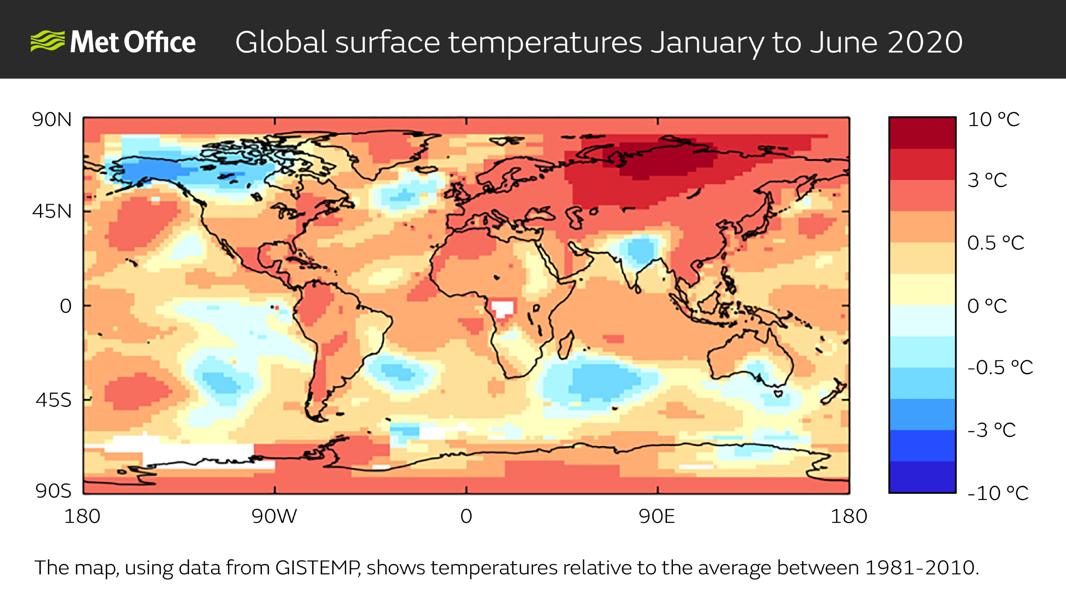 Met Office Global surface temperatures January to June 2020
90N
45N
0
45S
90S
180 90W 0 90E 180
10 °C
3 °C
0.5 °C
0 °C
-0.5 °C
-3 °C
-10 °C
The map, using data from GISTEMP, shows temperatures relative to the average between 1981-2010.